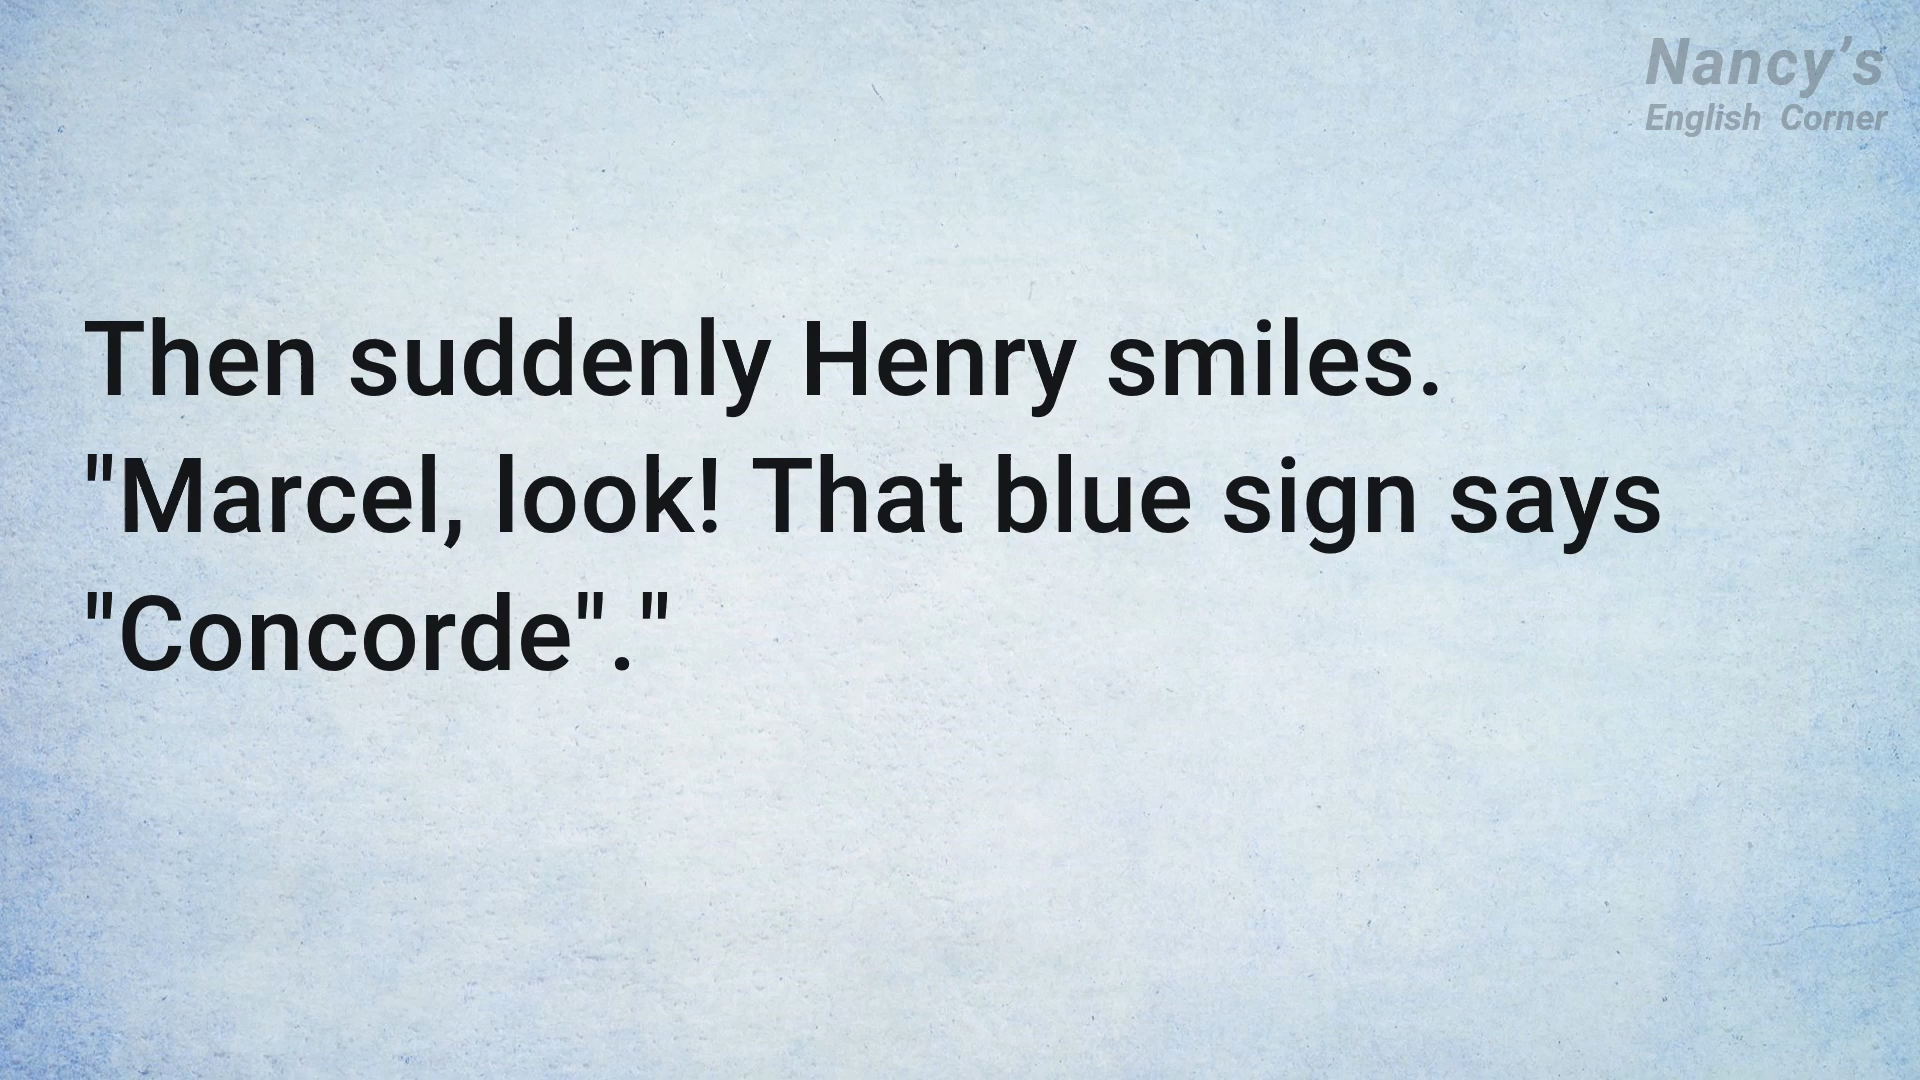 Nancy's
English Corner
Then suddenly Henry smiles.
"Marcel, look! That blue sign says
"Concorde"."